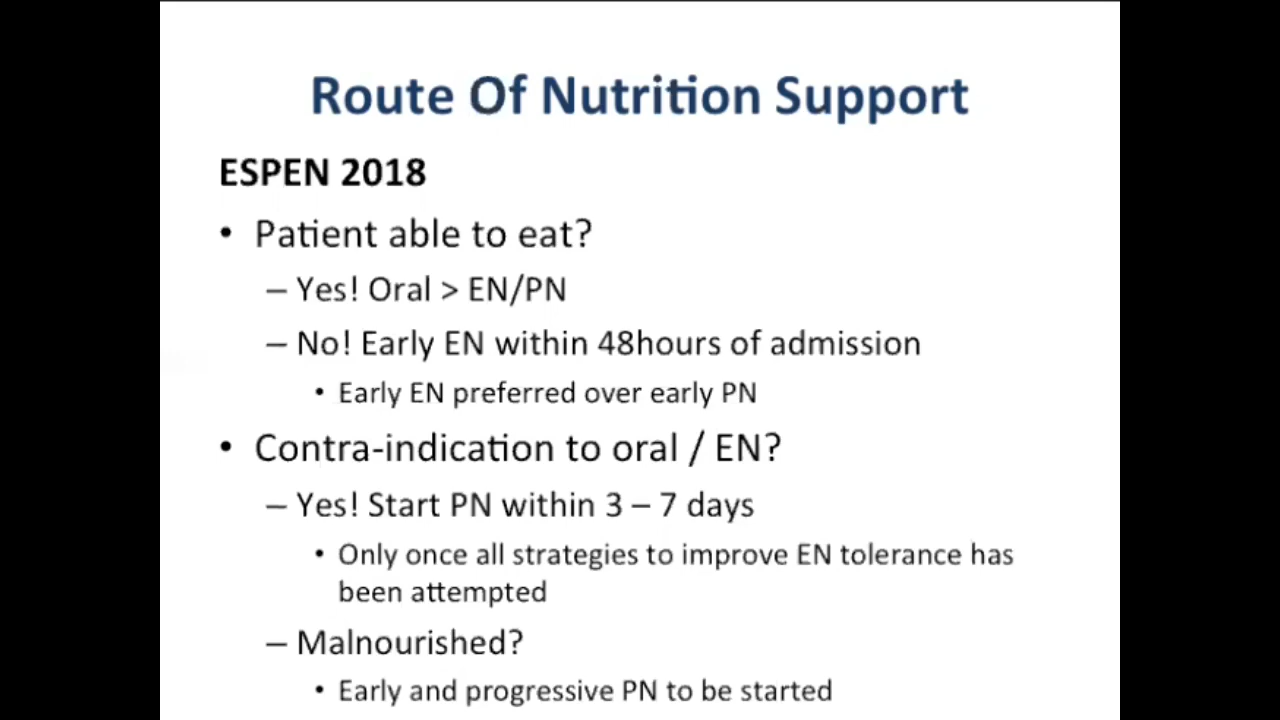 Route Of Nutrition Support
ESPEN 2018
• Patient able to eat?
– Yes! Oral > EN/PN
– No! Early EN within 48hours of admission
• Early EN preferred over early PN
• Contra-indication to oral / EN?
– Yes! Start PN within 3 – 7 days
• Only once all strategies to improve EN tolerance has
been attempted
– Malnourished?
• Early and progressive PN to be started